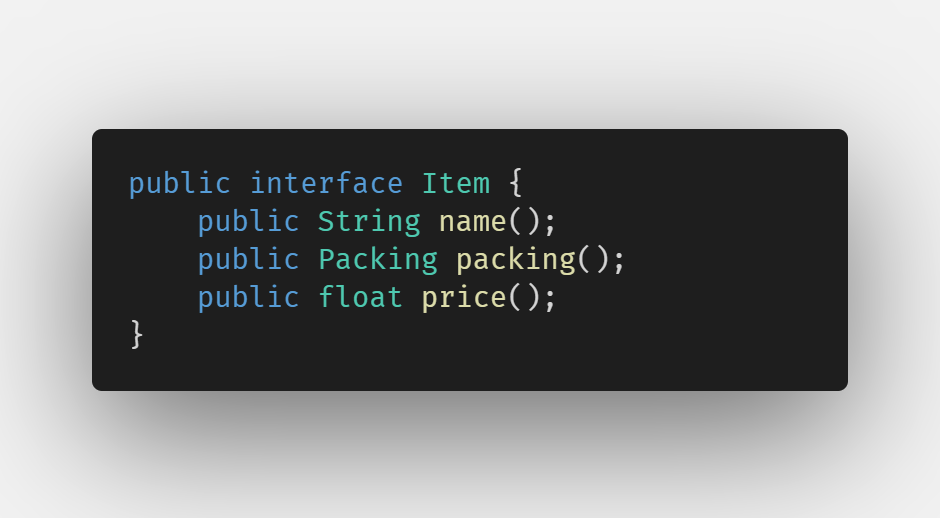 public interface Item {
    public String name();
    public Packing packing();
    public float price();
}